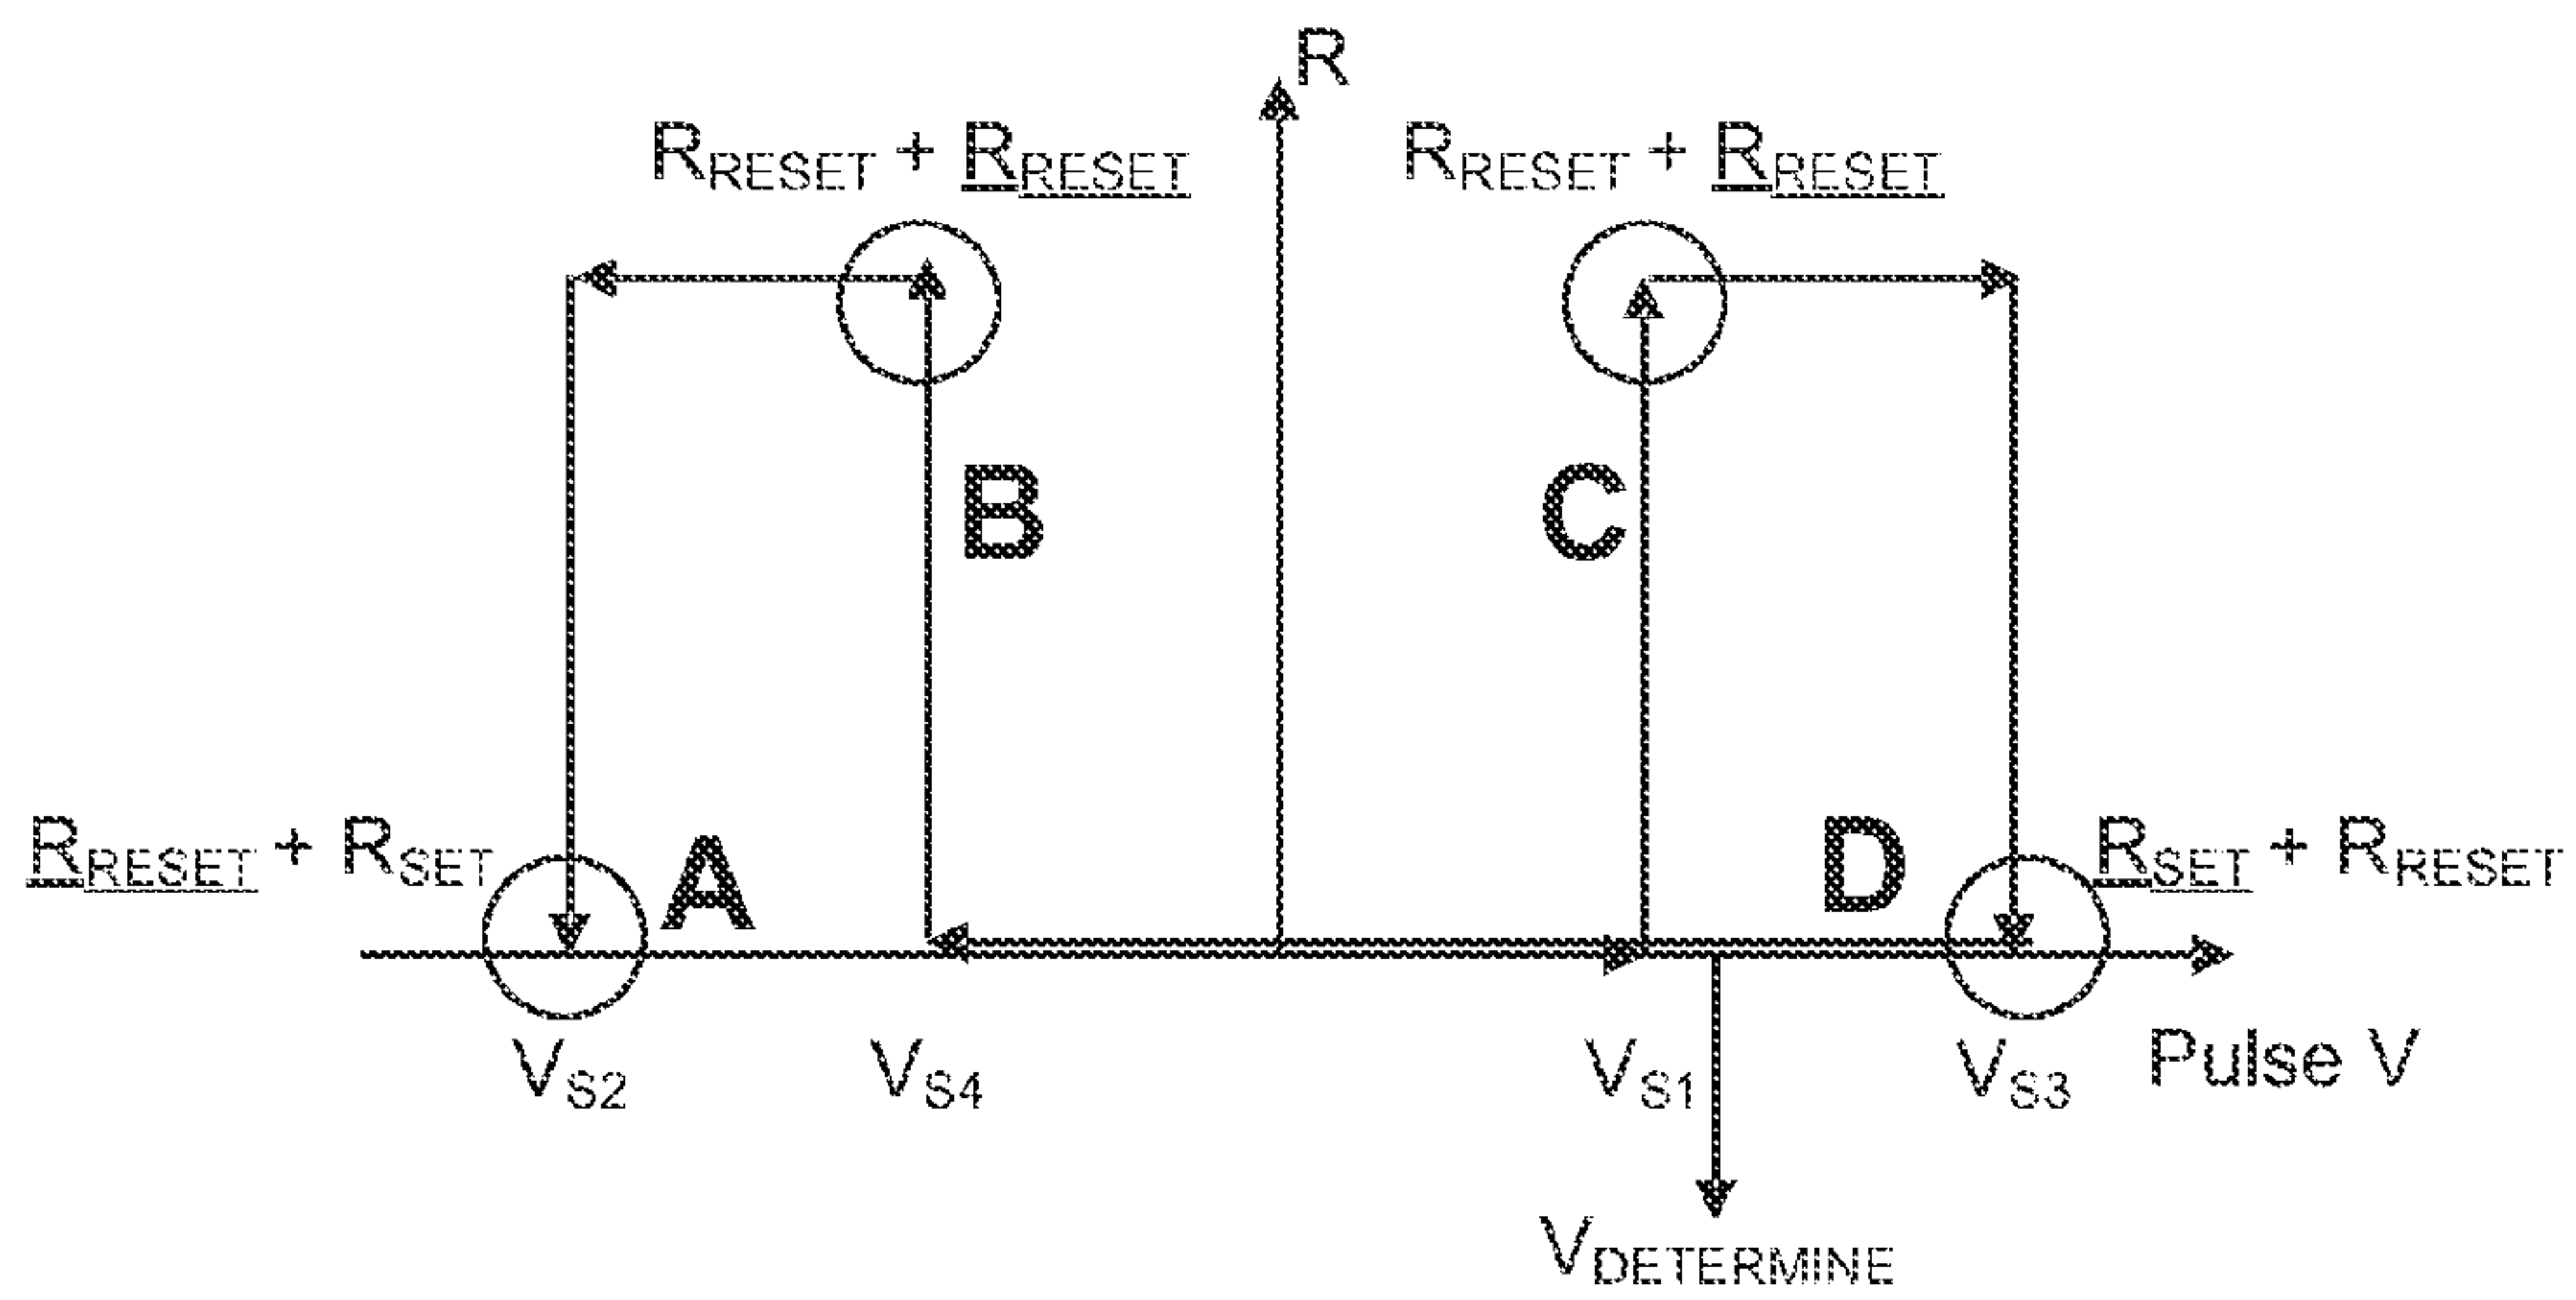 R
RRESET + RRESET
RRESET + RRESET
B
C
RRESET + RSET
A
D
RSET + RRESET
VS2
VS4
VS1
VS3
Pulse V
VDETERMINE